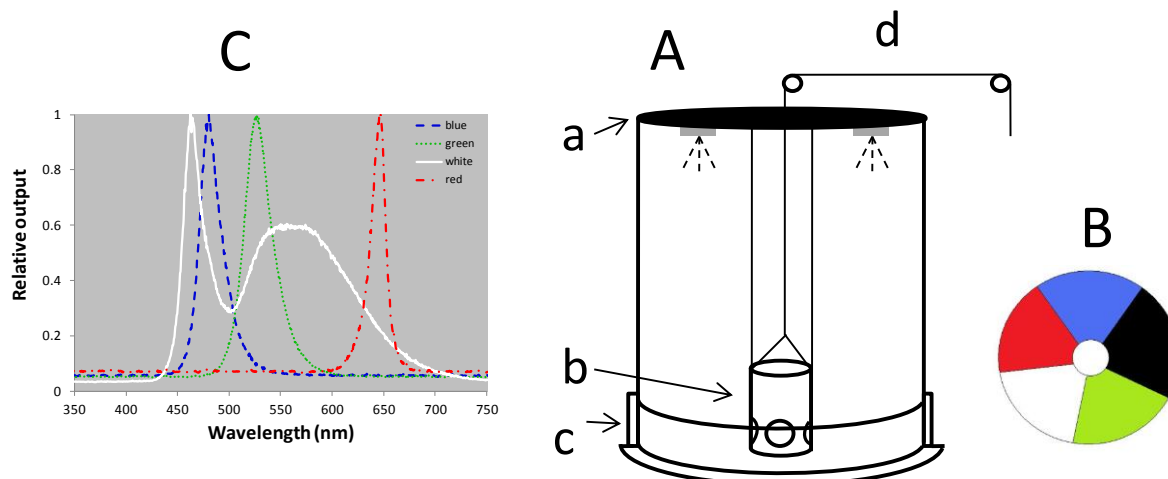 C
A
d
1
0.8
0.6
0.4
0.2
0
Relative output
blue
green
white
red
350 400 450 500 550 600 650 700 750
Wavelength (nm)
a
b
c
B